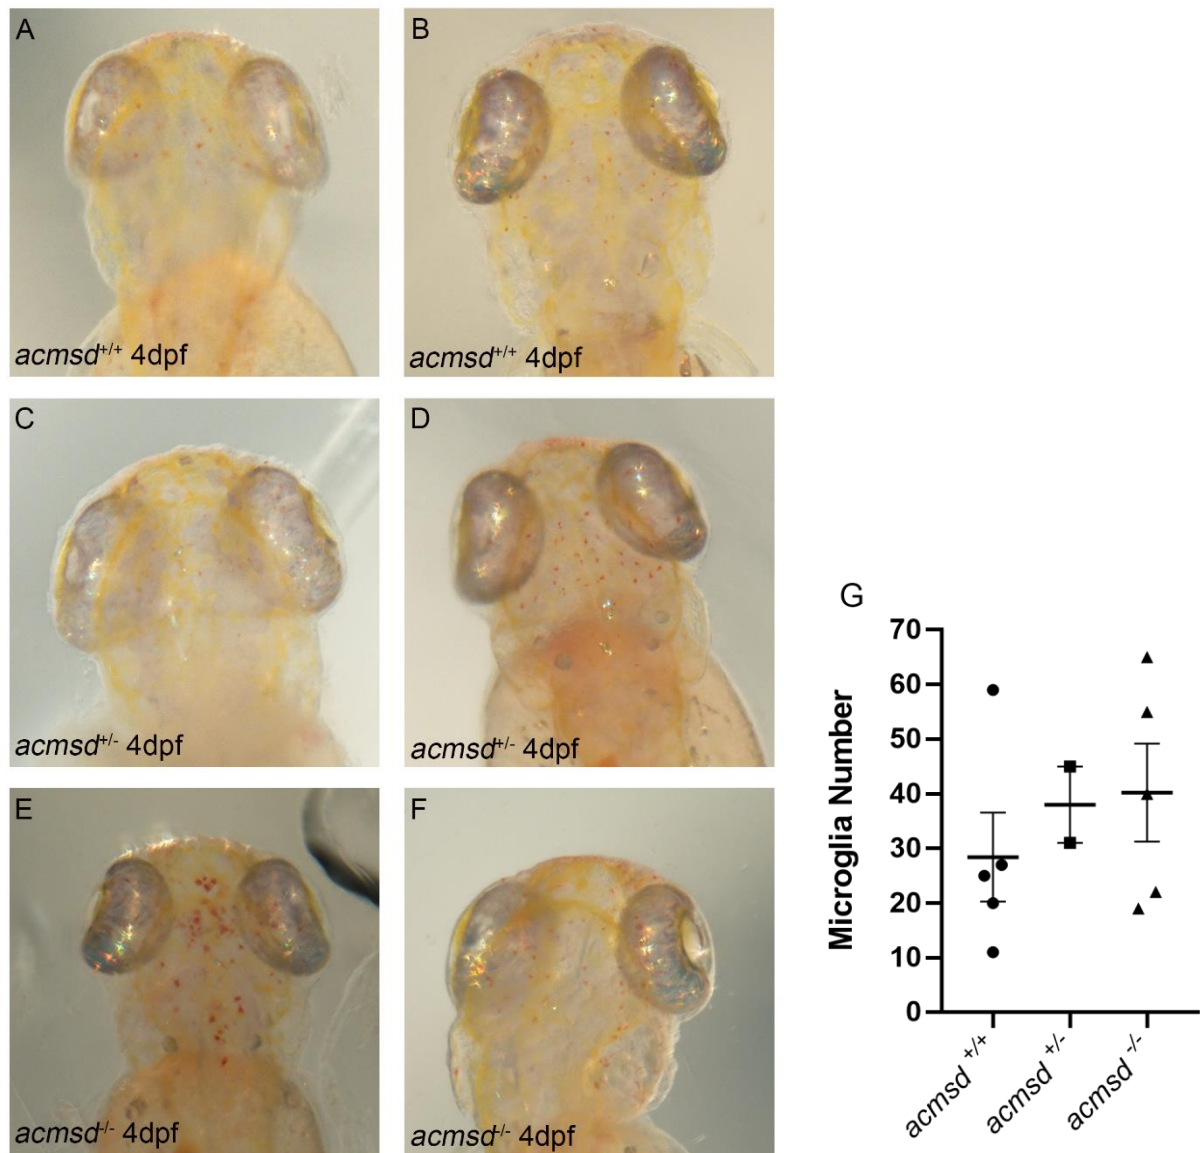 A
B
acmsd+/+ 4dpf
acmsd+/+ 4dpf
C
D
acmsd+/- 4dpf
acmsd+/- 4dpf
E
F
acmsd-/- 4dpf
acmsd-/- 4dpf
G
70
60
50
40
30
20
10
0
Microglia Number
acmsd +/+
acmsd +/-
acmsd -/-